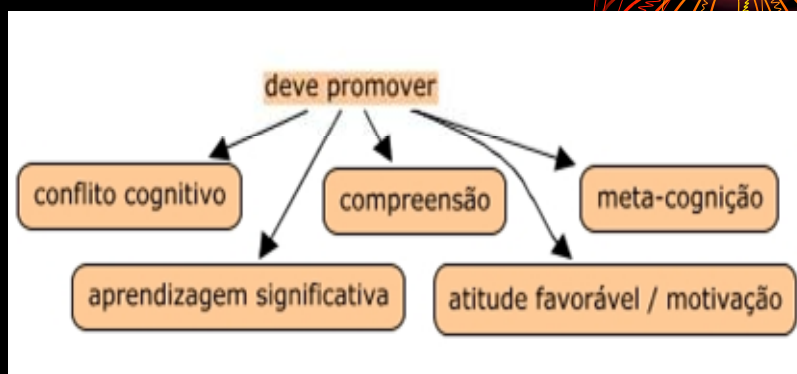 deve promover
conflito cognitivo
compreensão
meta-cognição
aprendizagem significativa
atitude favorável / motivação